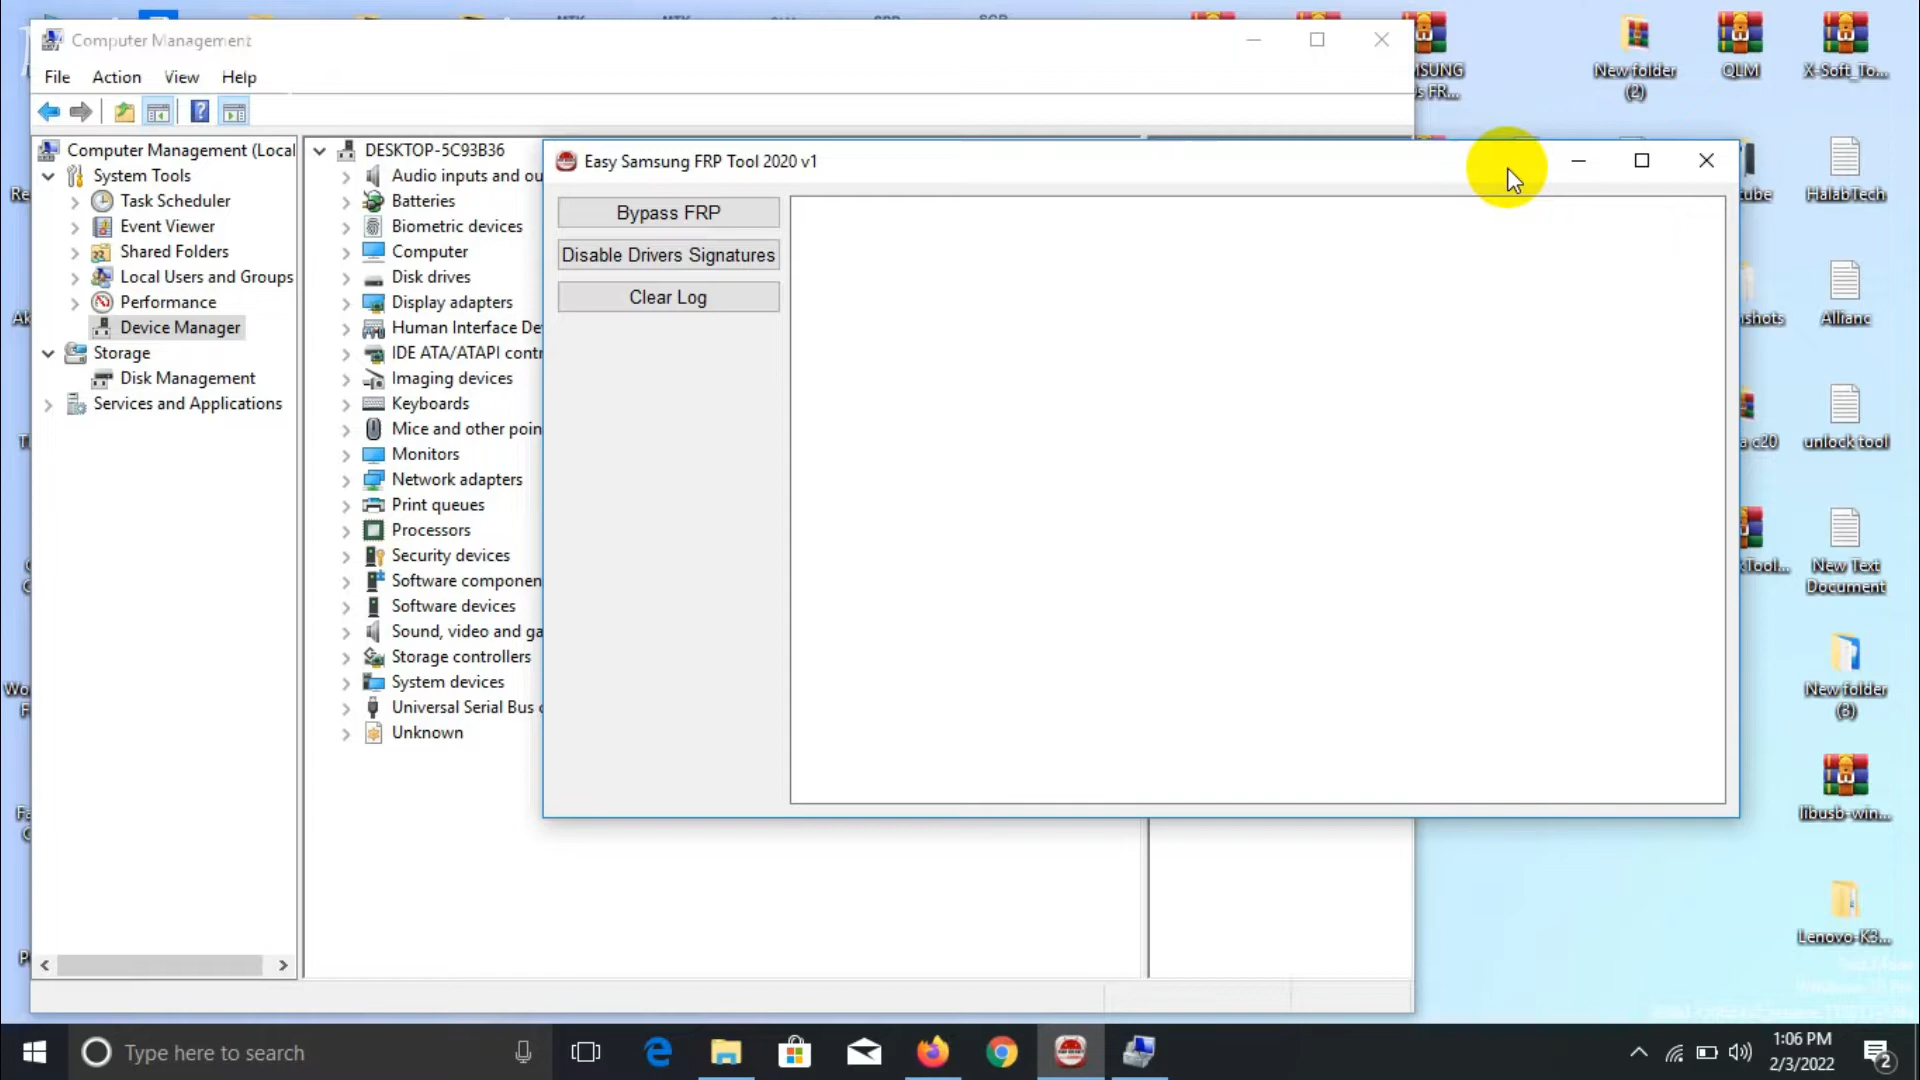 Computer Management
File Action View Help
Computer Management (Local
System Tools
Task Scheduler
Event Viewer
Shared Folders
Local Users and Groups
Performance
Device Manager
Storage
Disk Management
Services and Applications
DESKTOP-5C93B36
Audio inputs and ou
Batteries
Biometric devices
Computer
Disk drives
Display adapters
Human Interface De
IDE ATA/ATAPI contr
Imaging devices
Keyboards
Mice and other poin
Monitors
Network adapters
Print queues
Processors
Security devices
Software componen
Software devices
Sound, video and ga
Storage controllers
System devices
Universal Serial Bus c
Unknown
Easy Samsung FRP Tool 2020 v1
Bypass FRP
Disable Drivers Signatures
Clear Log
New folder
(2)
QLM
X-Soft_To...
HalabTech
Allianc
unlock tool
New Text
Document
New folder
(3)
libusb-win...
Lenovo-K3...
Type here to search
1:06 PM
2/3/2022
2